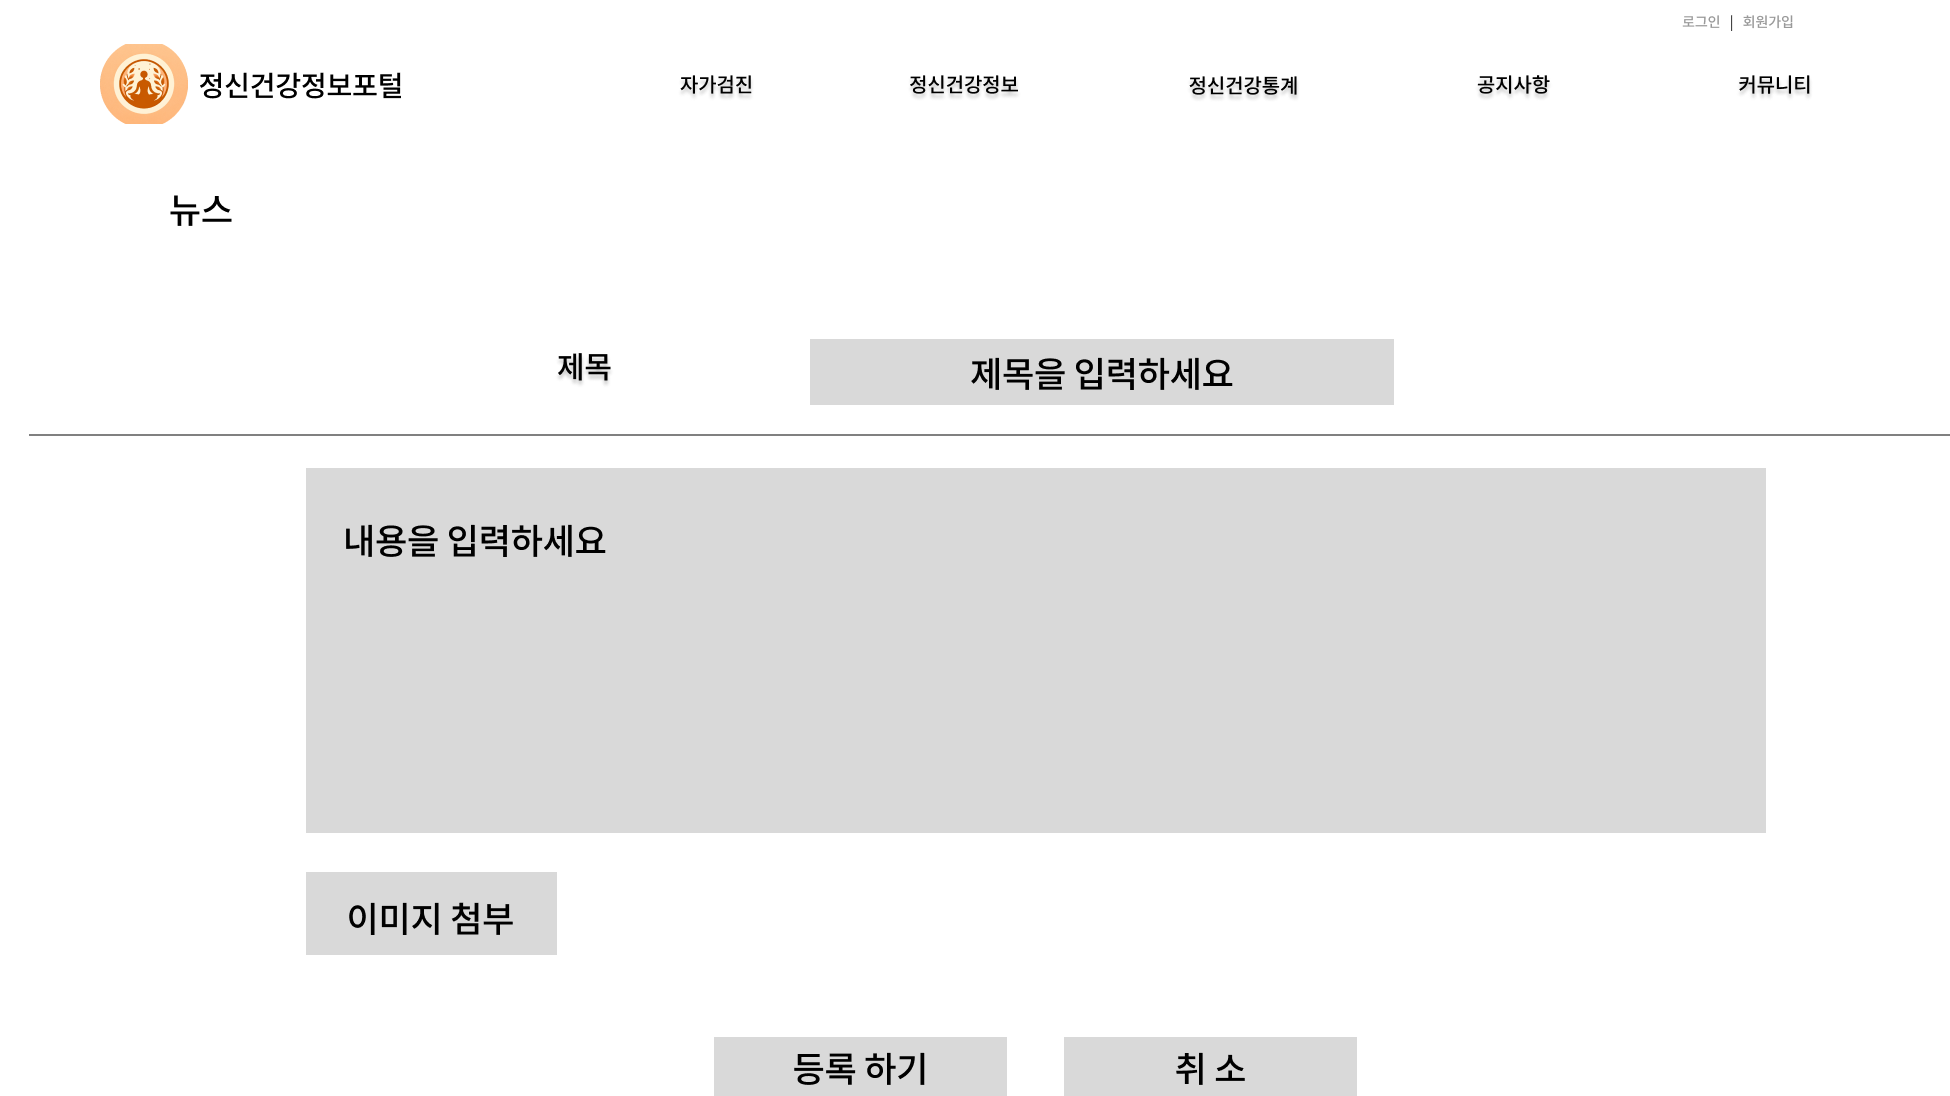 로그인 | 회원가입
정신건강정보포털 자가검진 정신건강정보 정신건강통계 공지사항 커뮤니티
뉴스
제목 제목을 입력하세요
내용을 입력하세요
이미지 첨부
등록 하기 취 소